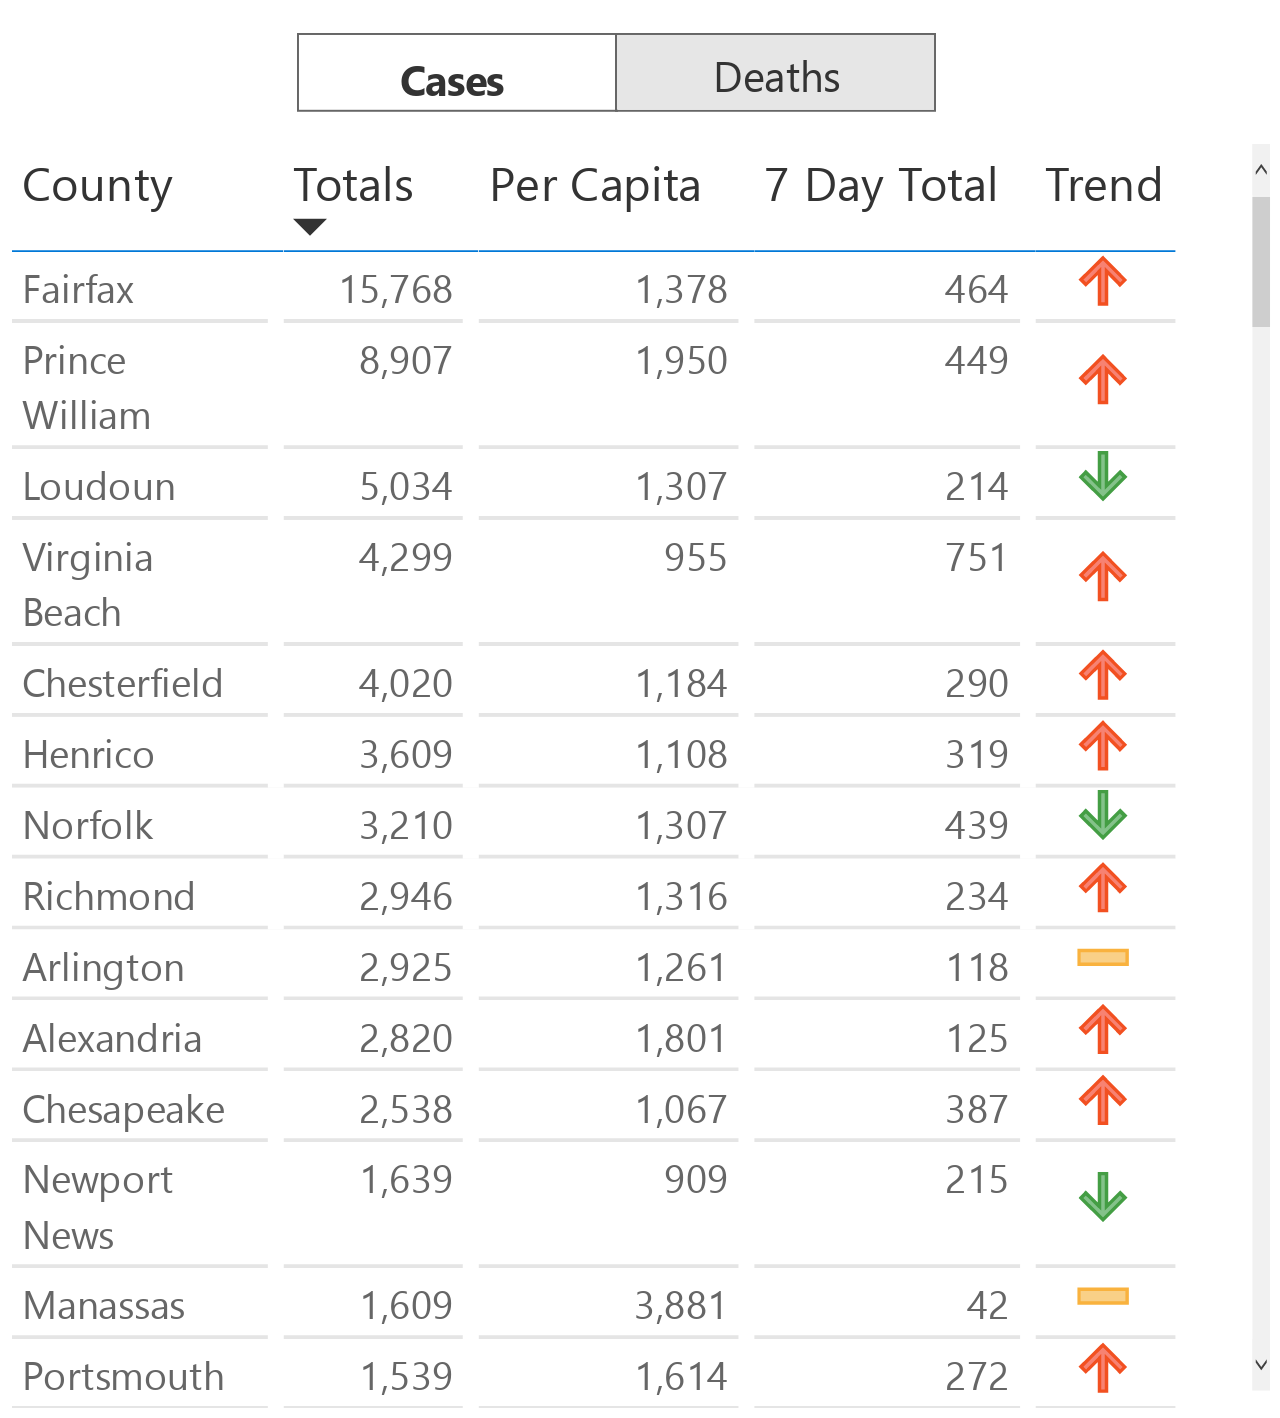 Cases Deaths
County Totals Per Capita 7 Day Total Trend
Fairfax 15,768 1,378 464
Prince 8,907 1,950 449
William
Loudoun 5,034 1,307 214
Virginia 4,299 955 751
Beach
Chesterfield 4,020 1,184 290
Henrico 3,609 1,108 319
Norfolk 3,210 1,307 439
Richmond 2,946 1,316 234
Arlington 2,925 1,261 118
Alexandria 2,820 1,801 125
Chesapeake 2,538 1,067 387
Newport 1,639 909 215
News
Manassas 1,609 3,881 42
Portsmouth 1,539 1,614 272